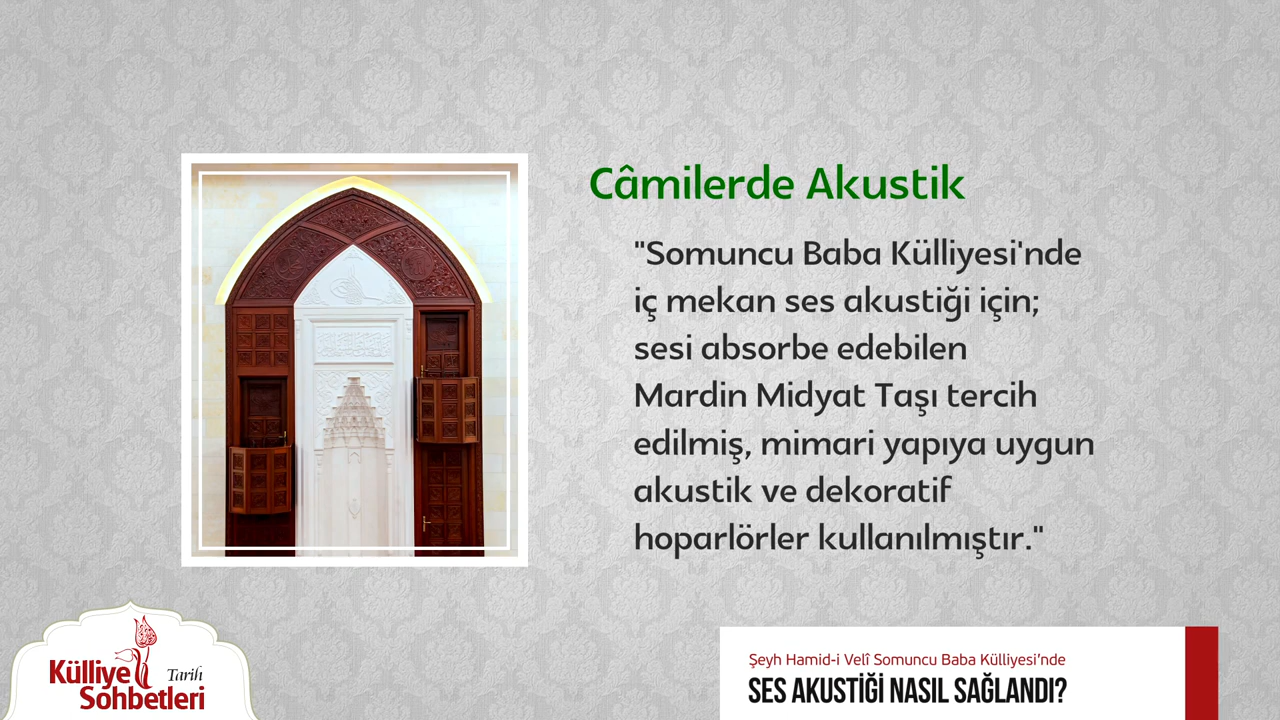 Câmilerde Akustik
"Somuncu Baba Külliyesi'nde
iç mekan ses akustiği için;
sesi absorbe edebilen
Mardin Midyat Taşı tercih
edilmiş, mimari yapıya uygun
akustik ve dekoratif
hoparlörler kullanılmıştır."
Külliye Tarih
Sohbetleri
Şeyh Hamid-i Velî Somuncu Baba Külliyesi'nde
SES AKUSTİĞİ NASIL SAĞLANDI?